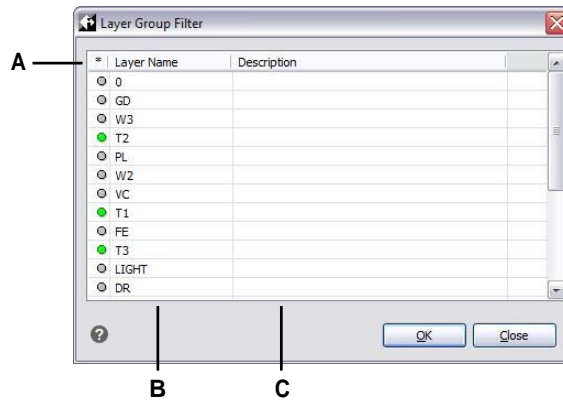 Layer Group Filter
A
* Layer Name Description
0
GD
W3
T2
PL
W2
VC
T1
FE
T3
LIGHT
DR
? OK Close
B C